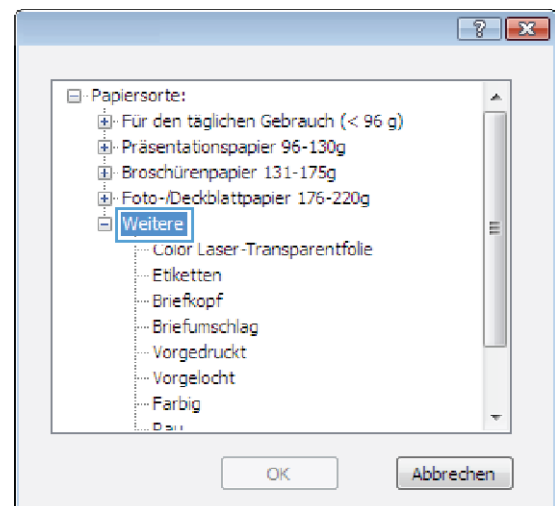 Papiersorte:
Für den täglichen Gebrauch (< 96 g)
Präsentationspapier 96-130g
Broschürenpapier 131-175g
Foto-/Deckblattpapier 176-220g
Weitere
Color Laser-Transparentfolie
Etiketten
Briefkopf
Briefumschlag
Vorgedruckt
Vorgelocht
Farbig
OK
Abbrechen